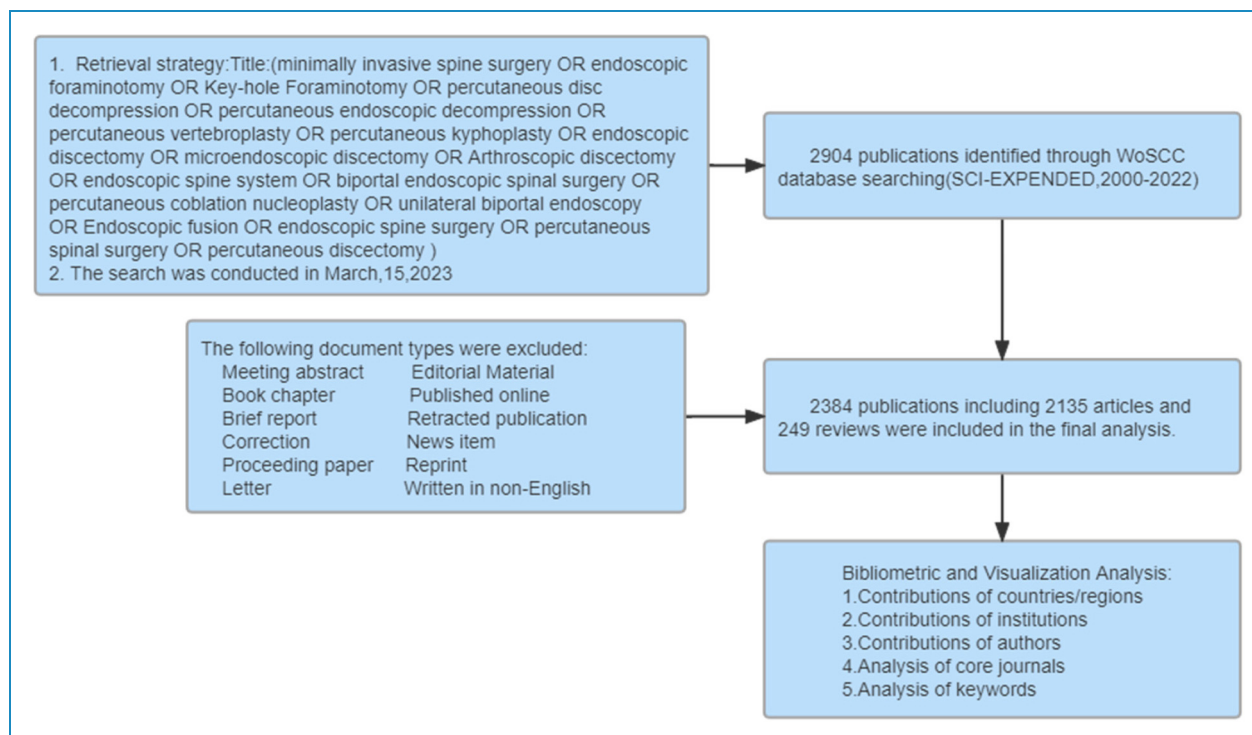 1. Retrieval strategy:Title:(minimally invasive spine surgery OR endoscopic
foraminotomy OR Key-hole Foraminotomy OR percutaneous disc
decompression OR percutaneous endoscopic decompression OR
percutaneous vertebroplasty OR percutaneous kyphoplasty OR endoscopic
discectomy OR microendoscopic discectomy OR Arthroscopic discectomy
OR endoscopic spine system OR biportal endoscopic spinal surgery OR
percutaneous coblation nucleoplasty OR unilateral biportal endoscopy
OR Endoscopic fusion OR endoscopic spine surgery OR percutaneous
spinal surgery OR percutaneous discectomy )
2. The search was conducted in March,15,2023
2904 publications identified through WoSCC
database searching(SCI-EXPENDED,2000-2022)
The following document types were excluded:
Meeting abstract Editorial Material
Book chapter Published online
Brief report Retracted publication
Correction News item
Proceeding paper Reprint
Letter Written in non-English
2384 publications including 2135 articles and
249 reviews were included in the final analysis.
Bibliometric and Visualization Analysis:
1.Contributions of countries/regions
2.Contributions of institutions
3.Contributions of authors
4.Analysis of core journals
5.Analysis of keywords